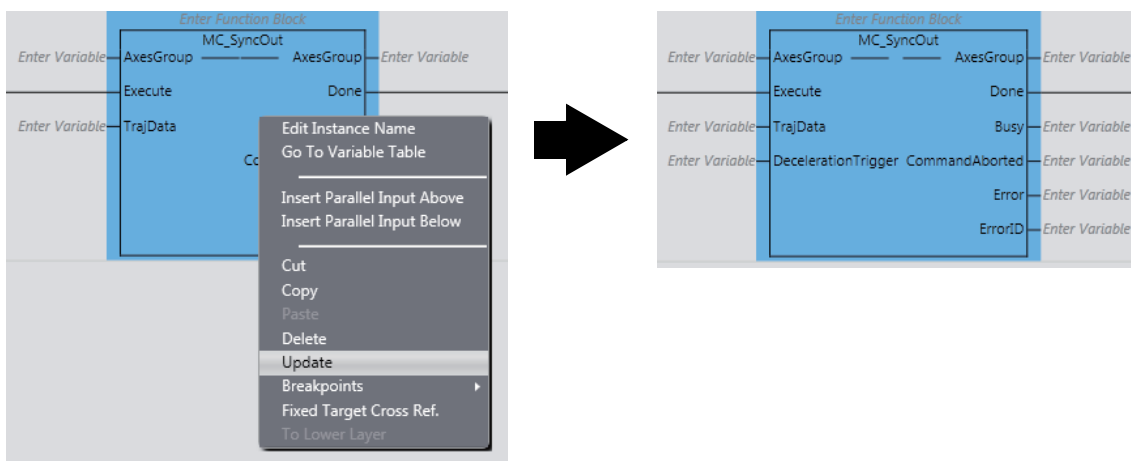 Enter Function Block
MC_SyncOut
Enter Variable AxesGroup AxesGroup Enter Variable
Execute Done
Enter Variable TrajData
Co
Edit Instance Name
Go To Variable Table
Insert Parallel Input Above
Insert Parallel Input Below
Cut
Copy
Paste
Delete
Update
Breakpoints
Fixed Target Cross Ref.
To Lower Layer
Enter Function Block
MC_SyncOut
Enter Variable AxesGroup AxesGroup Enter Variable
Execute Done
Enter Variable TrajData Busy Enter Variable
Enter Variable DecelerationTrigger CommandAborted Enter Variable
Error Enter Variable
ErrorID Enter Variable